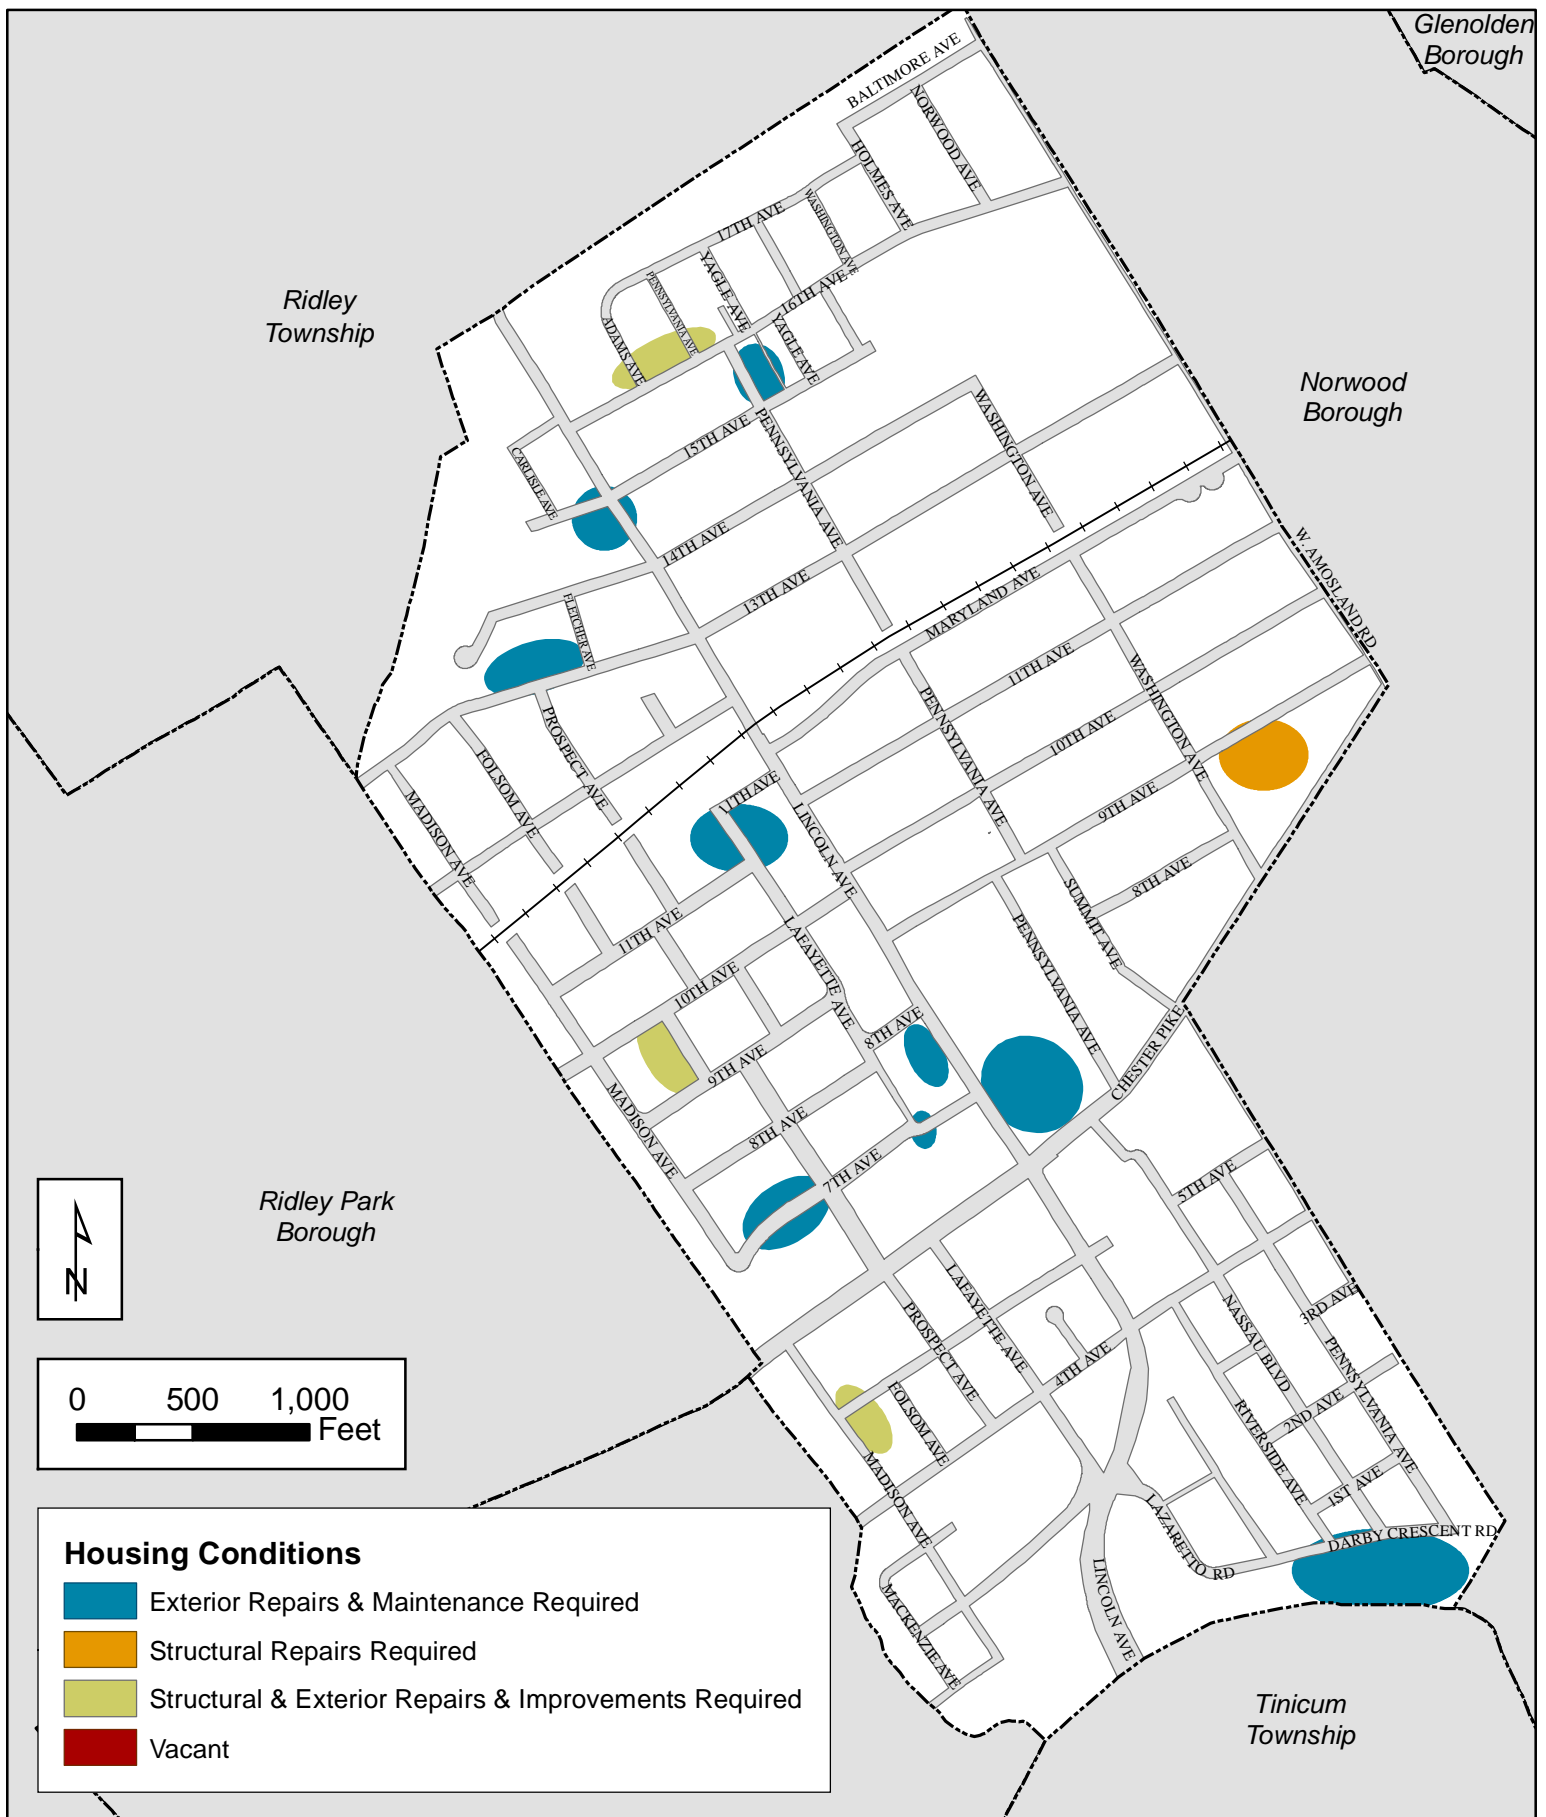 Glenolden
Borough
BALTIMORE AVE
NORWOOD AVE
HOLMES AVE
WASHINGTON AVE
17TH AVE
YAGLE AVE
PENNSYLVANIA AVE
16TH AVE
ADAMS AVE
YAGLE AVE
Ridley
Township
Norwood
Borough
15TH AVE
PENNSYLVANIA AVE
WASHINGTON AVE
CARLISLE AVE
14TH AVE
13TH AVE
FLETCHER AVE
MARYLAND AVE
W. AMOSLAND RD
11TH AVE
WASHINGTON AVE
PENNSYLVANIA AVE
10TH AVE
PROSPECT AVE
FOLSOM AVE
MADISON AVE
11TH AVE
LINCOLN AVE
9TH AVE
8TH AVE
SUMMIT AVE
PENNSYLVANIA AVE
11TH AVE
LAFAYETTE AVE
10TH AVE
8TH AVE
9TH AVE
CHESTER PIKE
MADISON AVE
8TH AVE
7TH AVE
5TH AVE
Ridley Park
Borough
N
LAFAYETTE AVE
PROSPECT AVE
NASSAU BLVD
3RD AVE
PENNSYLVANIA AVE
4TH AVE
FOLSOM AVE
2ND AVE
RIVERSIDE AVE
0 500 1,000
Feet
MADISON AVE
1ST AVE
LAZARETTO RD
DARBY CRESCENT RD
LINCOLN AVE
MACKENZIE AVE
Housing Conditions
Exterior Repairs & Maintenance Required
Structural Repairs Required
Structural & Exterior Repairs & Improvements Required
Vacant
Tinicum
Township